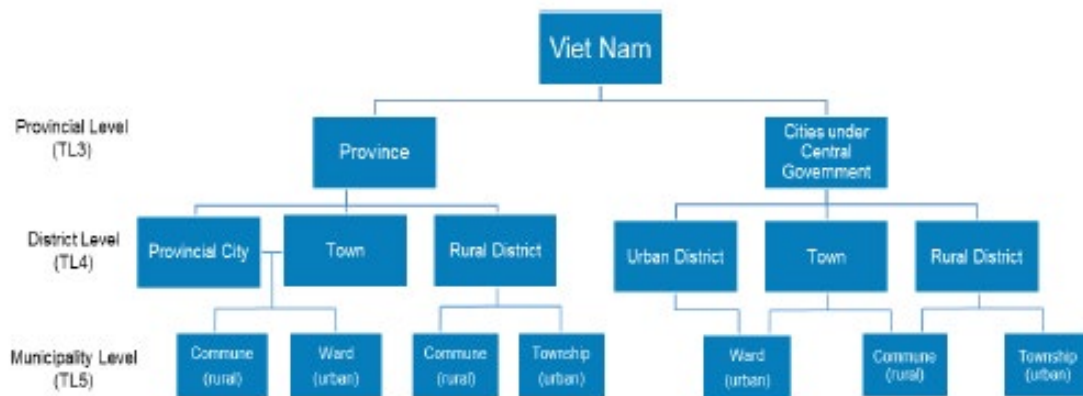 Viet Nam
Provincial Level
(TL3)
Province
Cities under
Central
Government
District Level
(TL4)
Provincial City
Town
Rural District
Urban District
Town
Rural District
Municipality Level
(TL5)
Commune
(rural)
Ward
(urban)
Commune
(rural)
Township
(urban)
Ward
(urban)
Commune
(rural)
Township
(urban)